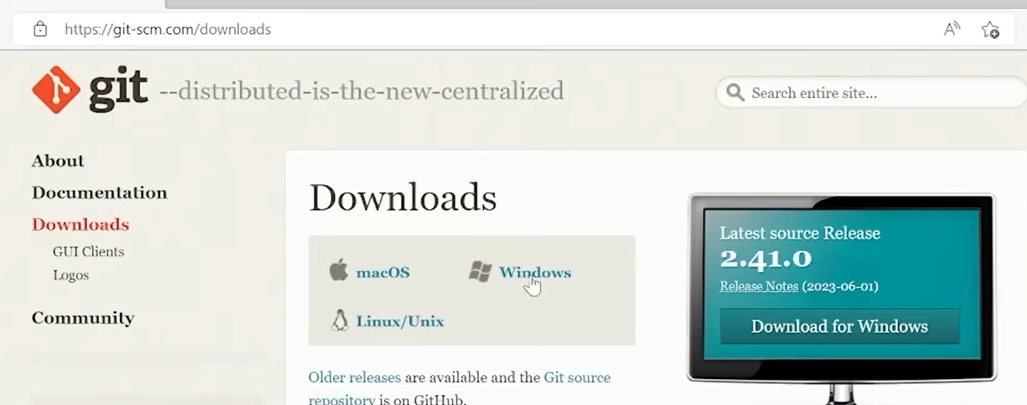 https://git-scm.com/downloads
git --distributed-is-the-new-centralized
Search entire site...
About
Documentation
Downloads
GUI Clients
Logos
Community
Downloads
macOS
Windows
Linux/Unix
Older releases are available and the Git source
repository is on GitHub.
Latest source Release
2.41.0
Release Notes (2023-06-01)
Download for Windows